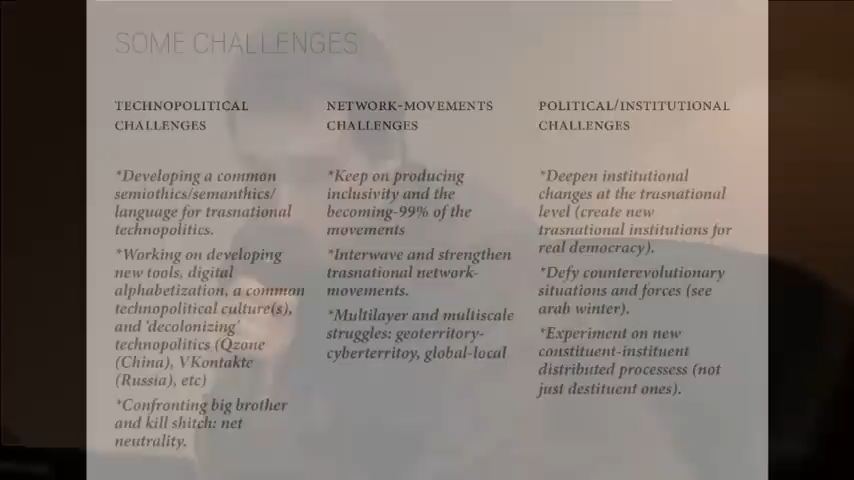 SOME CHALLENGES
TECHNOPOLITICAL
CHALLENGES
*Developing a common
semiothics/semanthics/
language for trasnational
technopolitics.
*Working on developing
new tools, digital
alphabetization, a common
technopolitical culture(s),
and 'decolonizing'
technopolitics (Qzone
(China), VKontakte
(Russia), etc)
*Confronting big brother
and kill shitch: net
neutrality.
NETWORK-MOVEMENTS
CHALLENGES
*Keep on producing
inclusivity and the
becoming-99% of the
movements
*Interwave and strengthen
trasnational network-
movements.
*Multilayer and multiscale
struggles: geoterritory-
cyberterritoy, global-local
POLITICAL/INSTITUTIONAL
CHALLENGES
*Deepen institutional
changes at the trasnational
level (create new
trasnational institutions for
real democracy).
*Defy counterevolutionary
situations and forces (see
arab winter).
*Experiment on new
constituent-instituent
distributed processess (not
just destituent ones).